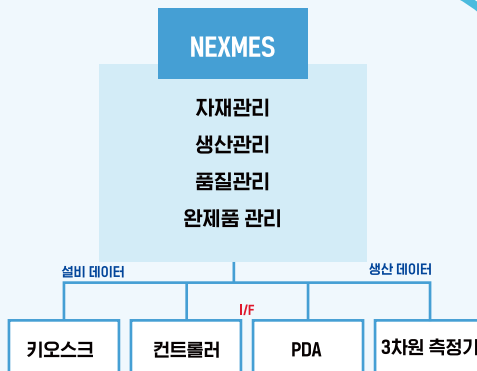 NEXMES
자재관리
생산관리
품질관리
완제품 관리
설비 데이터
생산 데이터
I/F
키오스크
컨트롤러
PDA
3차원 측정기